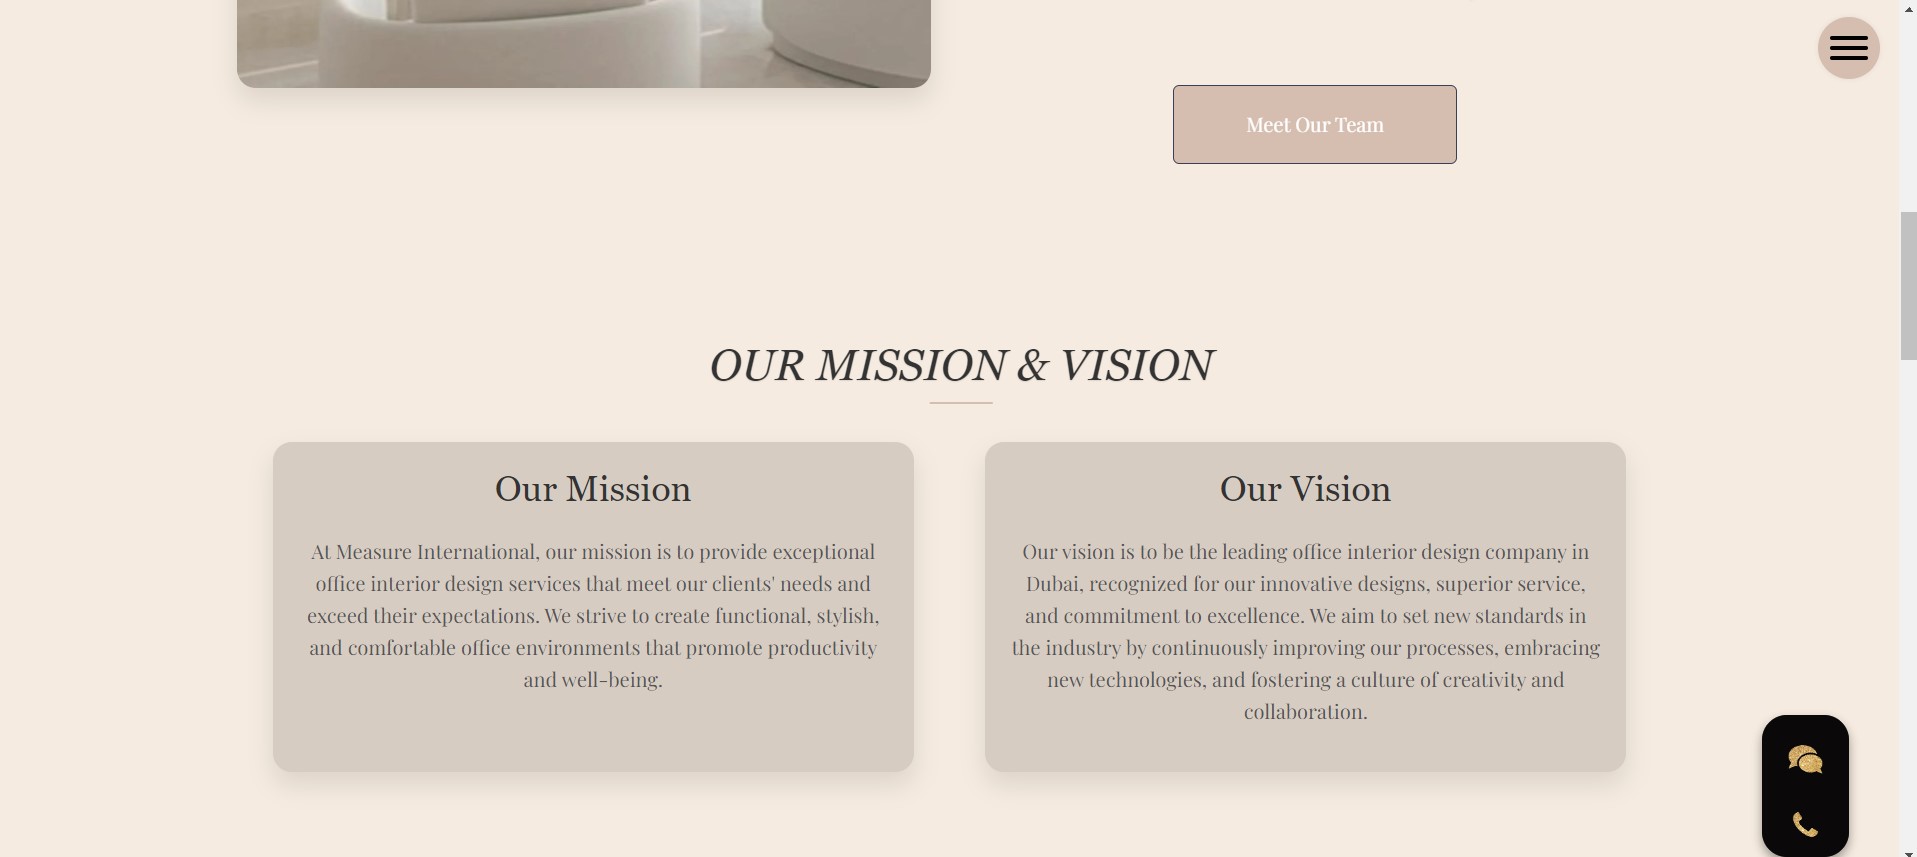 Meet Our Team
OUR MISSION & VISION
Our Mission
At Measure International, our mission is to provide exceptional
office interior design services that meet our clients' needs and
exceed their expectations. We strive to create functional, stylish,
and comfortable office environments that promote productivity
and well-being.
Our Vision
Our vision is to be the leading office interior design company in
Dubai, recognized for our innovative designs, superior service,
and commitment to excellence. We aim to set new standards in
the industry by continuously improving our processes, embracing
new technologies, and fostering a culture of creativity and
collaboration.